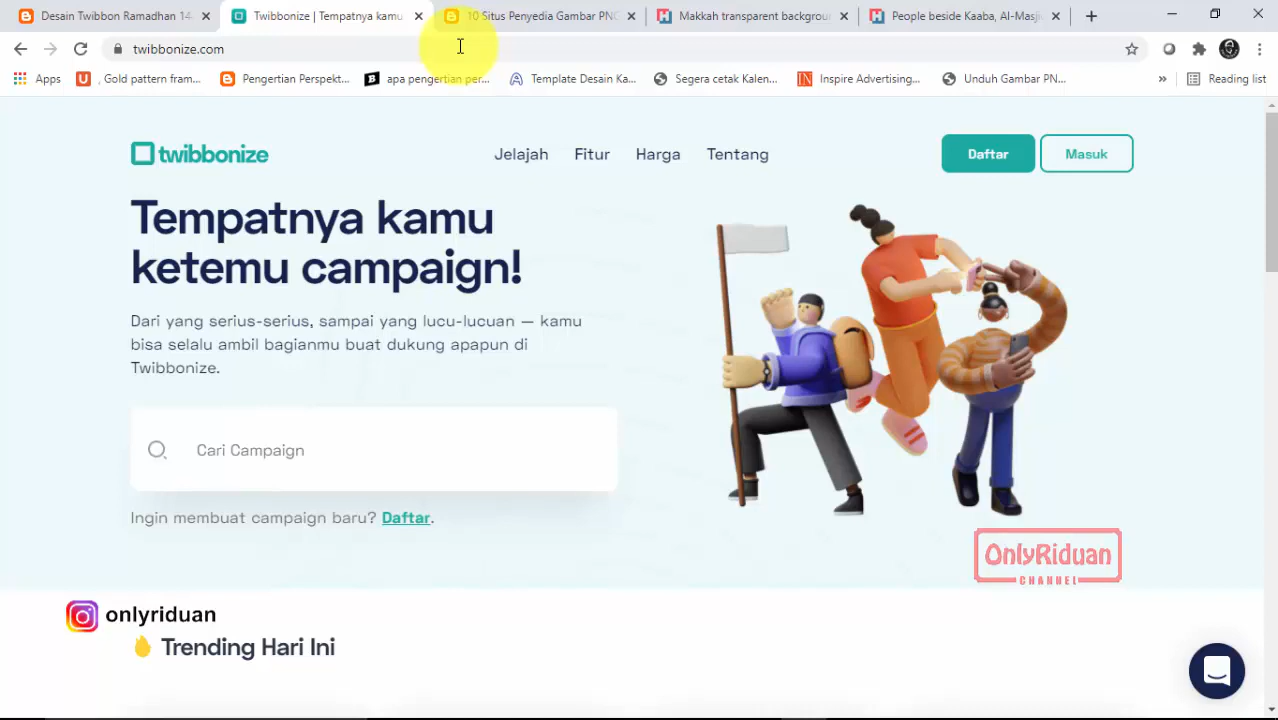 Desain Twibbon Ramadhan 14
Twibbonize | Tempatnya kamu
10 Situs Penyedia Gambar PNG
Makkah transparent backgroun
People beside Kaaba, Al-Masji
twibbonize.com
Apps
, Gold pattern fram...
Pengertian Perspekt...
apa pengertian per...
Template Desain Ka...
Segera cetak Kalen...
Inspire Advertising...
Unduh Gambar PN...
Reading list
twibbonize
Jelajah
Fitur
Harga
Tentang
Daftar
Masuk
Tempatnya kamu
ketemu campaign!
Dari yang serius-serius, sampai yang lucu-lucuan — kamu
bisa selalu ambil bagianmu buat dukung apapun di
Twibbonize.
Cari Campaign
Ingin membuat campaign baru? Daftar.
OnlyRiduan
CHANNEL
onlyriduan
Trending Hari Ini